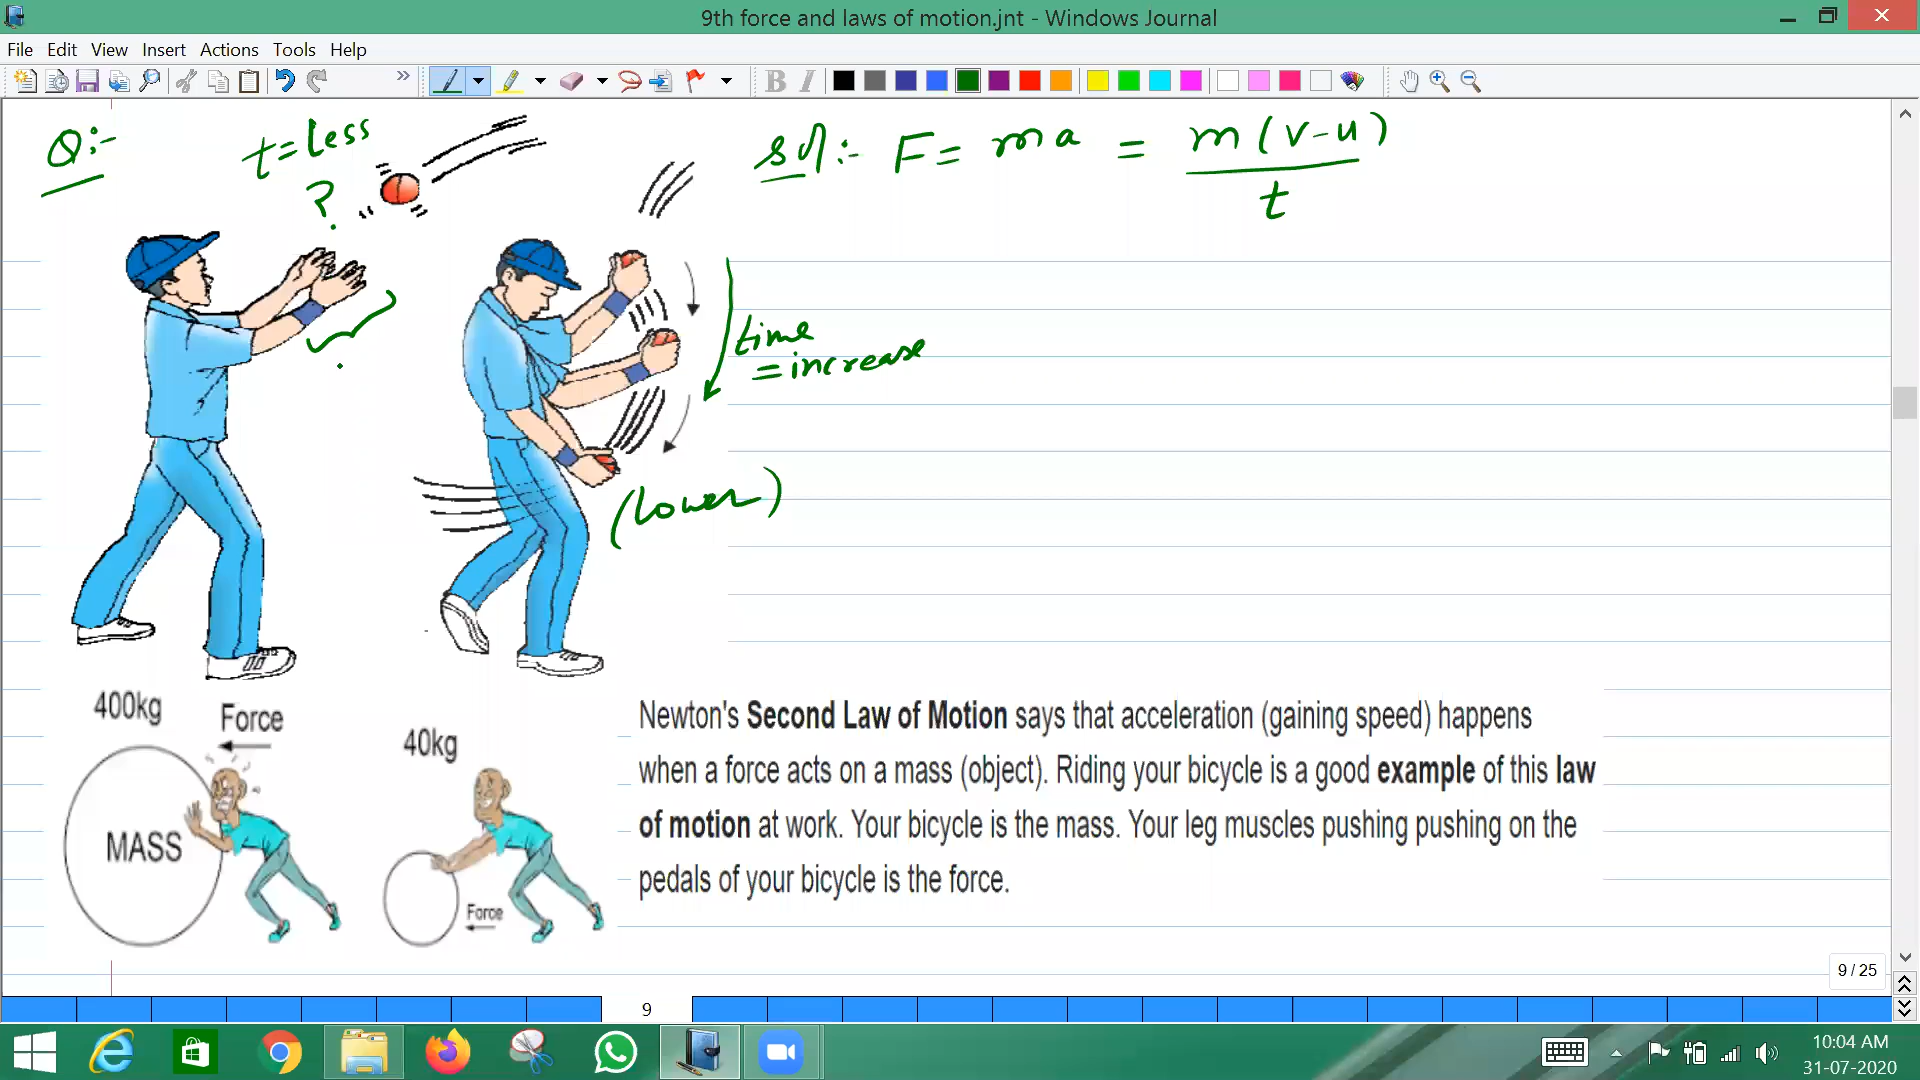 9th force and laws of motion.jnt - Windows Journal
File Edit View Insert Actions Tools Help
Q:-
t = Less
?
Sol:- F = ma = m(v-u)
t
time
= increase
(Lower)
400kg
Force
40kg
MASS
Force
Newton's Second Law of Motion says that acceleration (gaining speed) happens
when a force acts on a mass (object). Riding your bicycle is a good example of this law
of motion at work. Your bicycle is the mass. Your leg muscles pushing pushing on the
pedals of your bicycle is the force.
9 / 25
9
10:04 AM
31-07-2020